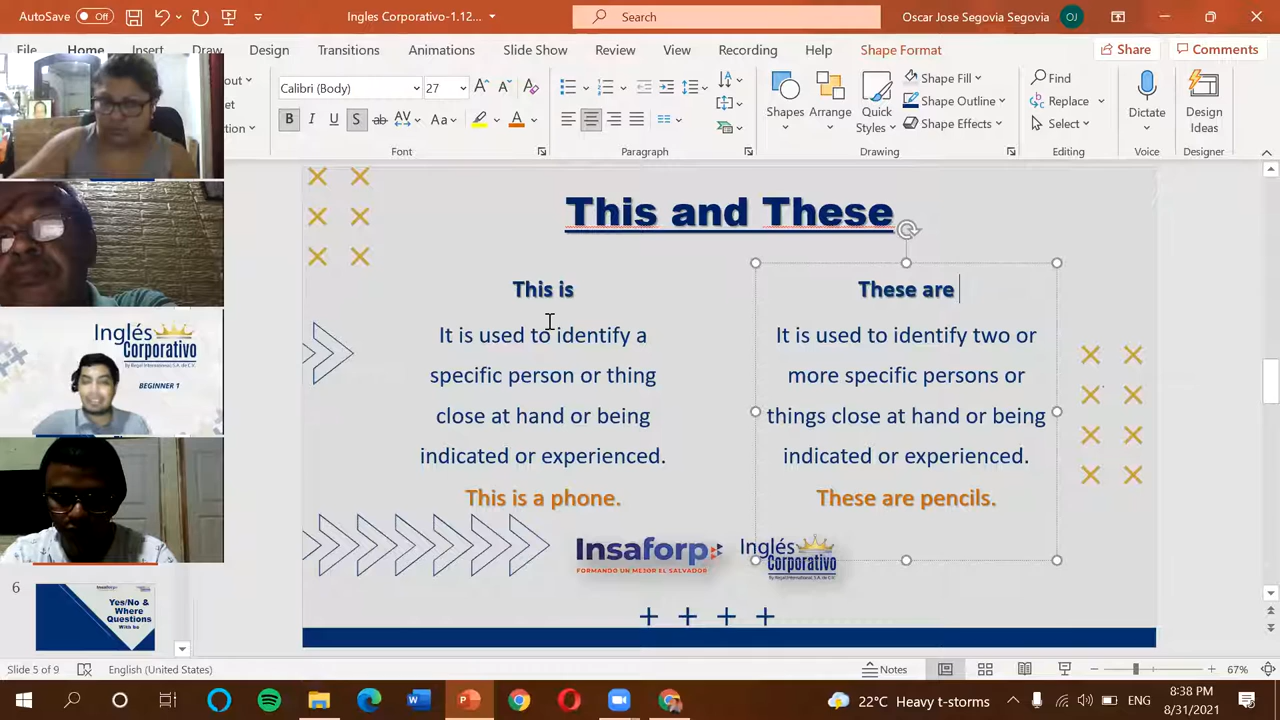 AutoSave Off
Ingles Corporativo-1.12...
Search
Oscar Jose Segovia Segovia OJ
File Home Insert Draw Design Transitions Animations Slide Show Review View Recording Help Shape Format
Share Comments
Calibri (Body) 27
Font
Paragraph
Shapes Arrange Quick Styles
Shape Fill
Shape Outline
Shape Effects
Drawing
Find
Replace
Select
Editing
Dictate
Voice
Design Ideas
Designer
This and These
This is
It is used to identify a
specific person or thing
close at hand or being
indicated or experienced.
This is a phone.
These are
It is used to identify two or
more specific persons or
things close at hand or being
indicated or experienced.
These are pencils.
Insaforp
FORMANDO UN MEJOR EL SALVADOR
Inglés
Corporativo
Inglés
Corporativo
by Regal International, S.A. de C.V.
BEGINNER 1
6
Insaforp
Yes/No &
Where
Questions
With be
Slide 5 of 9
English (United States)
Notes
67%
22°C Heavy t-storms
ENG
8:38 PM
8/31/2021